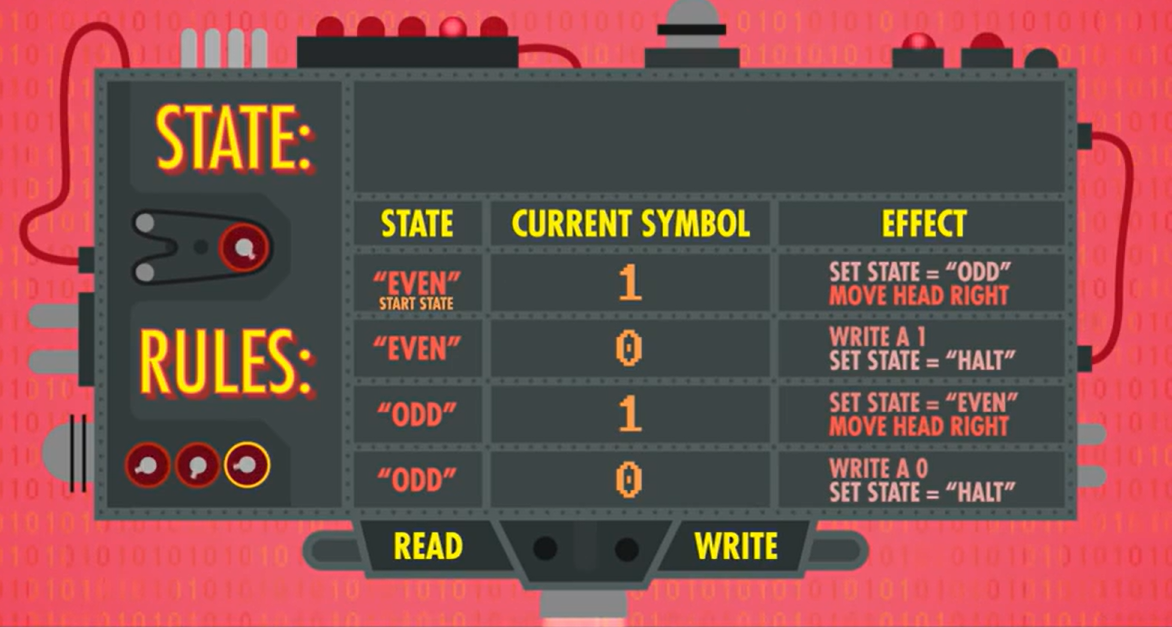 STATE:
STATE CURRENT SYMBOL EFFECT
“EVEN” 1 SET STATE = “ODD”
START STATE MOVE HEAD RIGHT
“EVEN” 0 WRITE A 1
SET STATE = “HALT”
RULES:
“ODD” 1 SET STATE = “EVEN”
MOVE HEAD RIGHT
“ODD” 0 WRITE A 0
SET STATE = “HALT”
READ WRITE